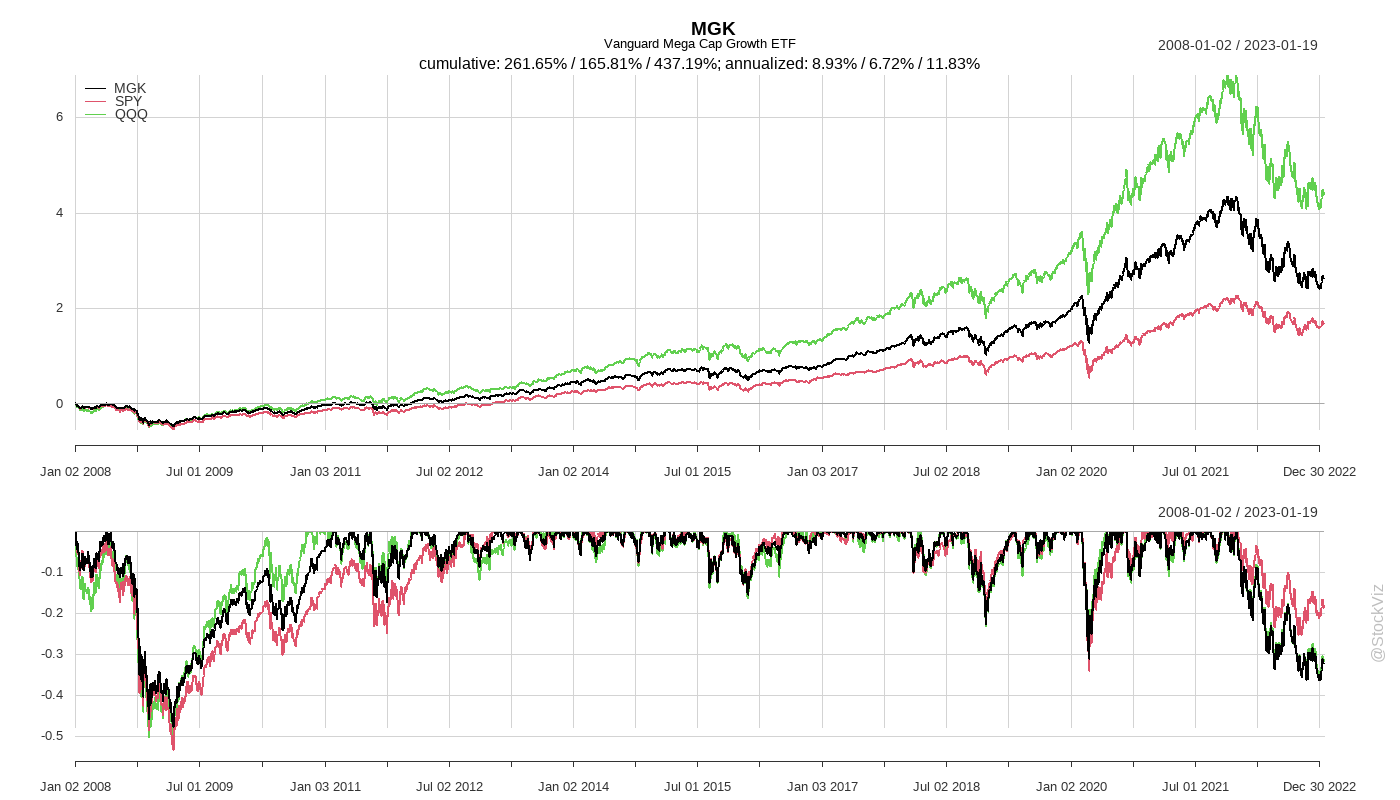 MGK
Vanguard Mega Cap Growth ETF
2008-01-02 / 2023-01-19
cumulative: 261.65% / 165.81% / 437.19%; annualized: 8.93% / 6.72% / 11.83%
MGK
SPY
QQQ
6
4
2
0
Jan 02 2008 Jul 01 2009 Jan 03 2011 Jul 02 2012 Jan 02 2014 Jul 01 2015 Jan 03 2017 Jul 02 2018 Jan 02 2020 Jul 01 2021 Dec 30 2022
2008-01-02 / 2023-01-19
-0.1
-0.2
-0.3
-0.4
-0.5
Jan 02 2008 Jul 01 2009 Jan 03 2011 Jul 02 2012 Jan 02 2014 Jul 01 2015 Jan 03 2017 Jul 02 2018 Jan 02 2020 Jul 01 2021 Dec 30 2022
@StockViz